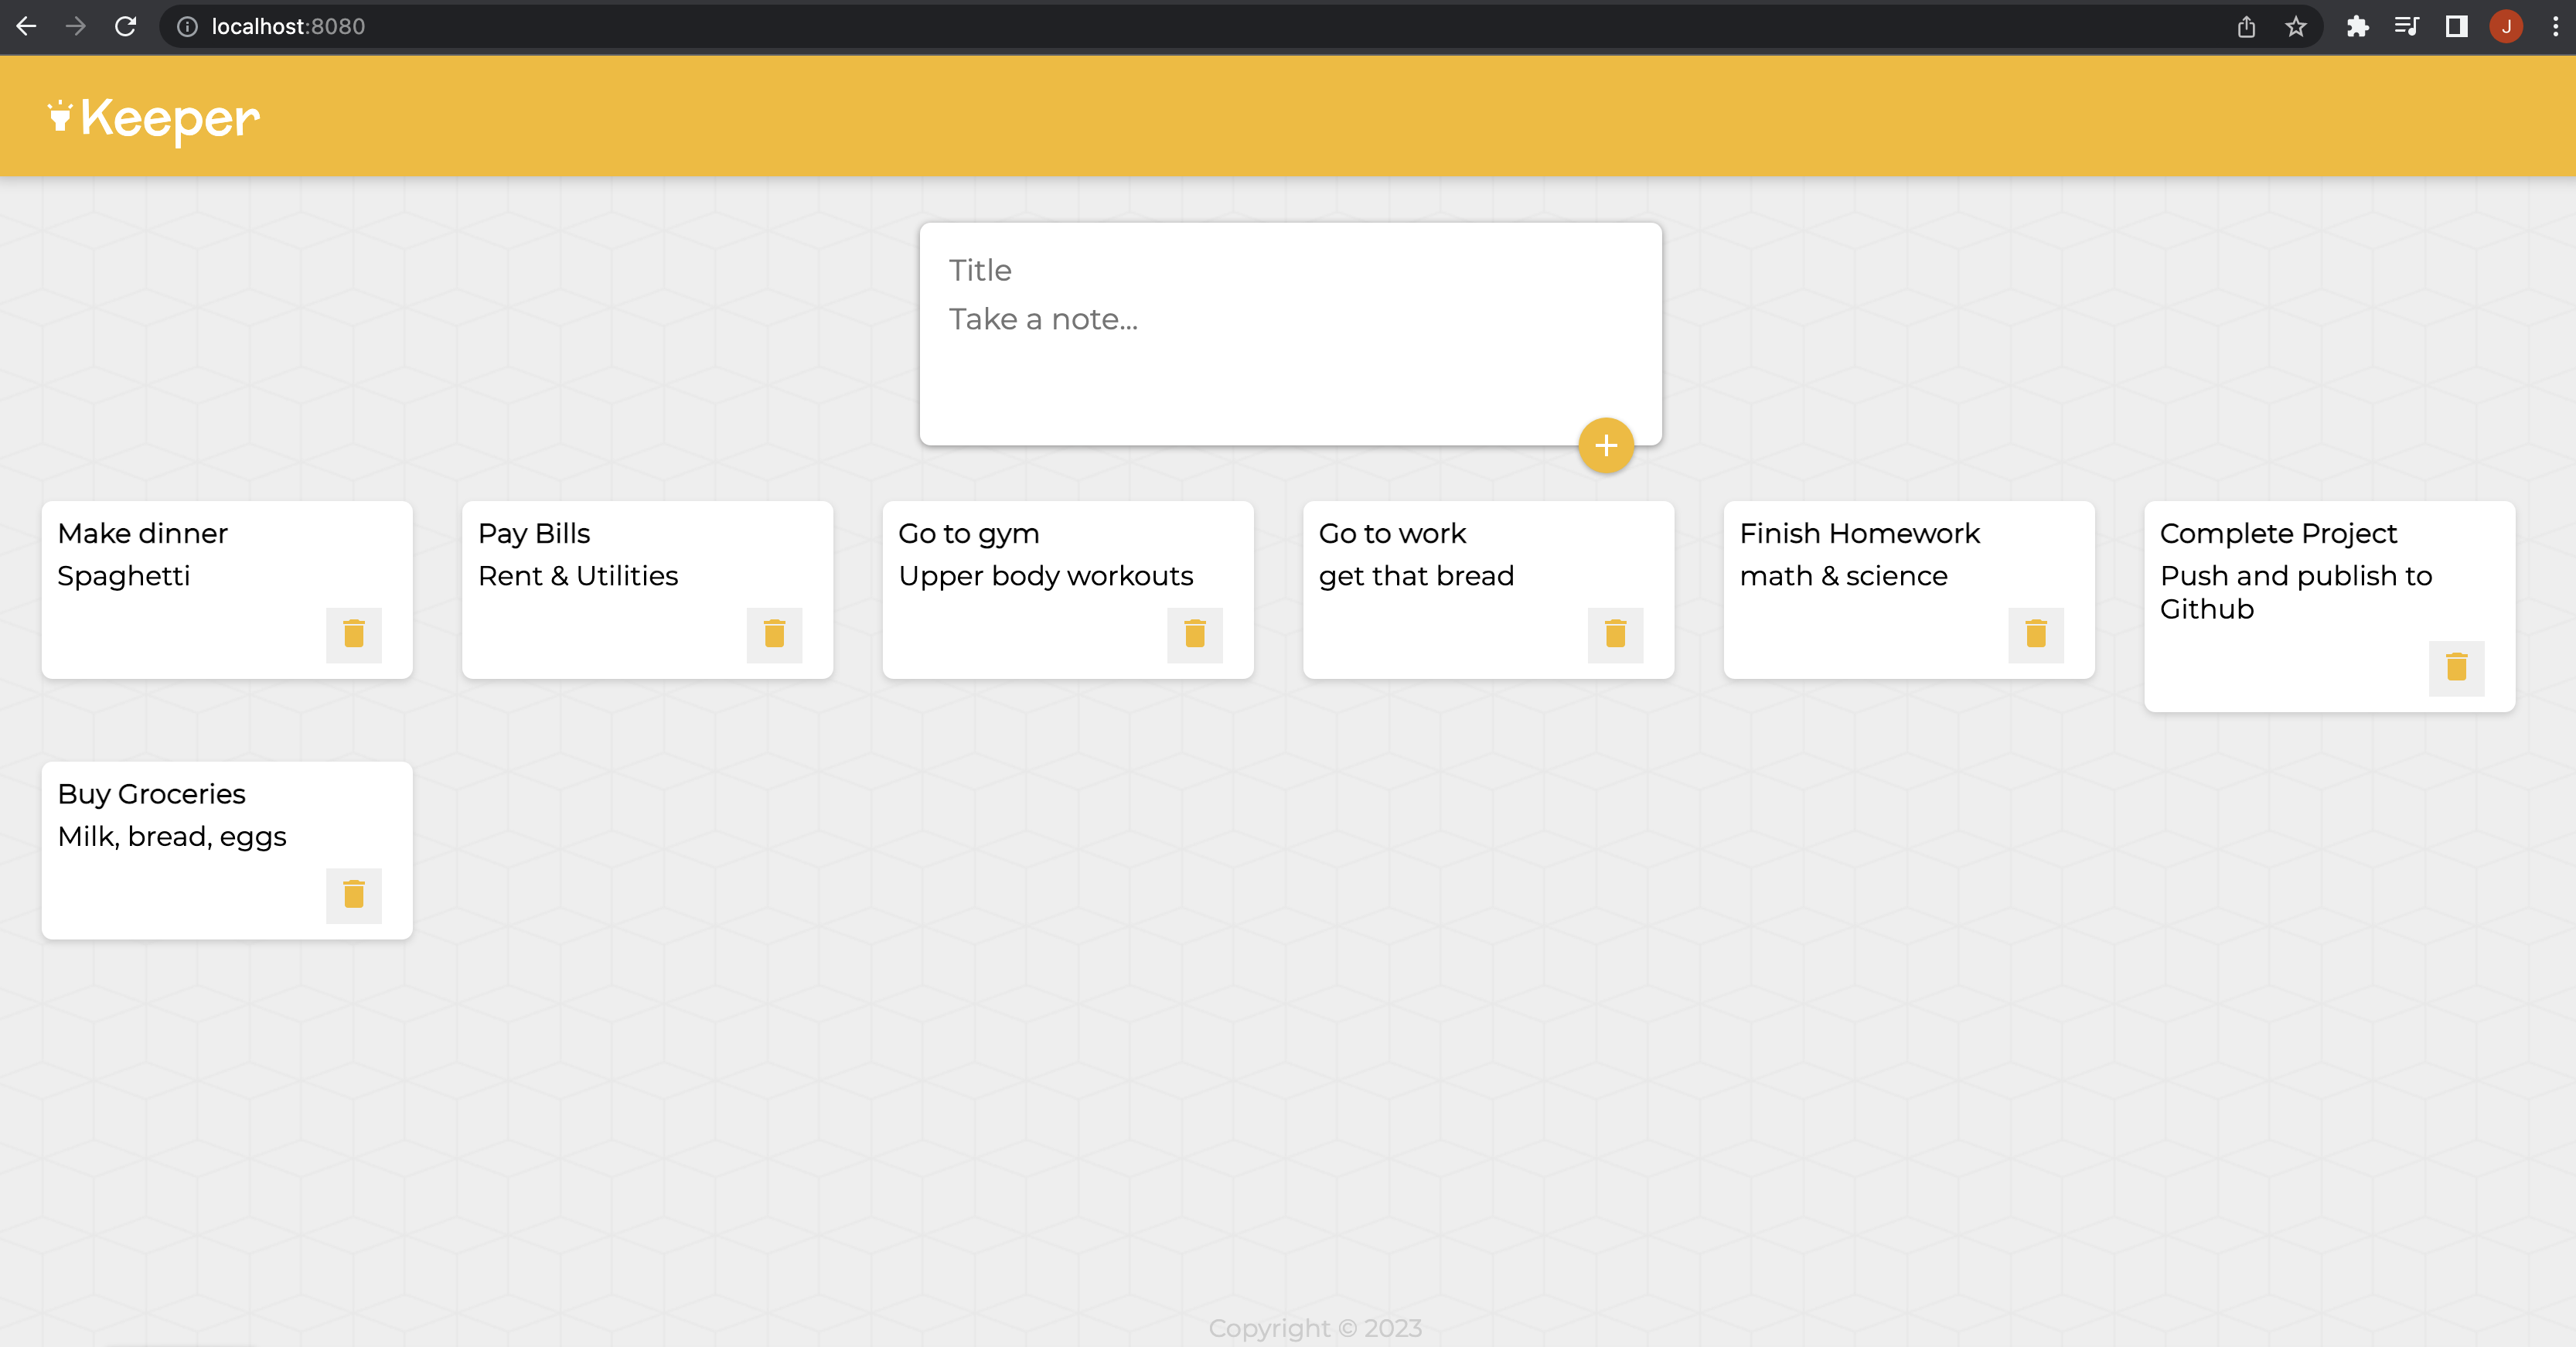 localhost:8080
J
Keeper
Title
Take a note...
Make dinner
Spaghetti
Pay Bills
Rent & Utilities
Go to gym
Upper body workouts
Go to work
get that bread
Finish Homework
math & science
Complete Project
Push and publish to
Github
Buy Groceries
Milk, bread, eggs
Copyright © 2023